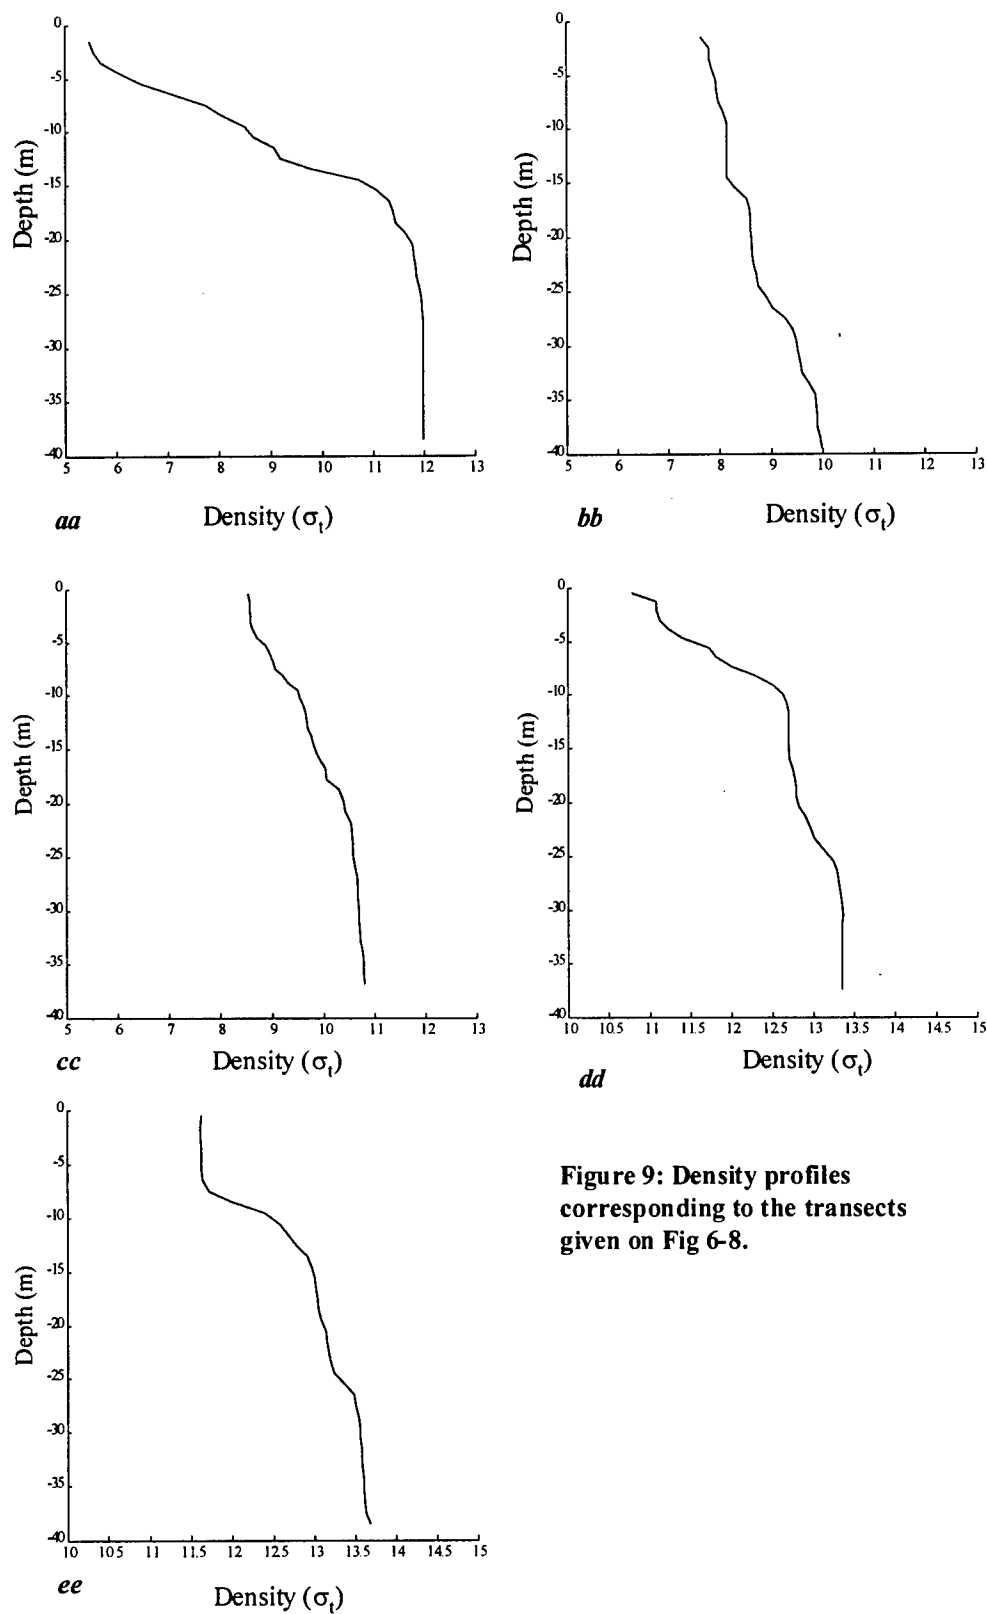 0
-5
-10
-15
-20
-25
-30
-35
-40
Depth (m)
5 6 7 8 9 10 11 12 13
aa
Density (σt)
0
-5
-10
-15
-20
-25
-30
-35
-40
Depth (m)
5 6 7 8 9 10 11 12 13
bb
Density (σt)
0
-5
-10
-15
-20
-25
-30
-35
-40
Depth (m)
5 6 7 8 9 10 11 12 13
cc
Density (σt)
0
-5
-10
-15
-20
-25
-30
-35
-40
Depth (m)
10 10.5 11 11.5 12 12.5 13 13.5 14 14.5 15
dd
Density (σt)
0
-5
-10
-15
-20
-25
-30
-35
-40
Depth (m)
10 10.5 11 11.5 12 12.5 13 13.5 14 14.5 15
ee
Density (σt)
Figure 9: Density profiles
corresponding to the transects
given on Fig 6-8.